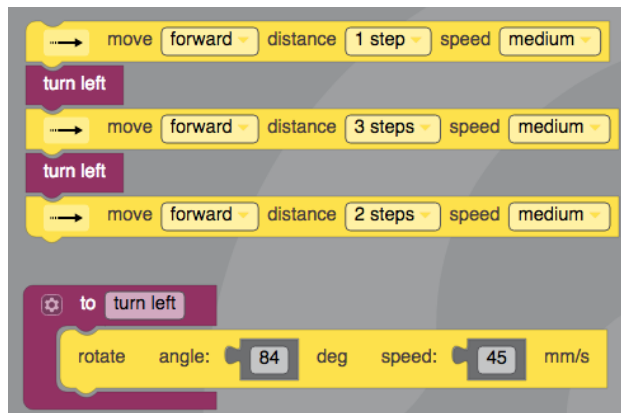 move forward distance 1 step speed medium
turn left
move forward distance 3 steps speed medium
turn left
move forward distance 2 steps speed medium
to turn left
rotate angle: 84 deg speed: 45 mm/s